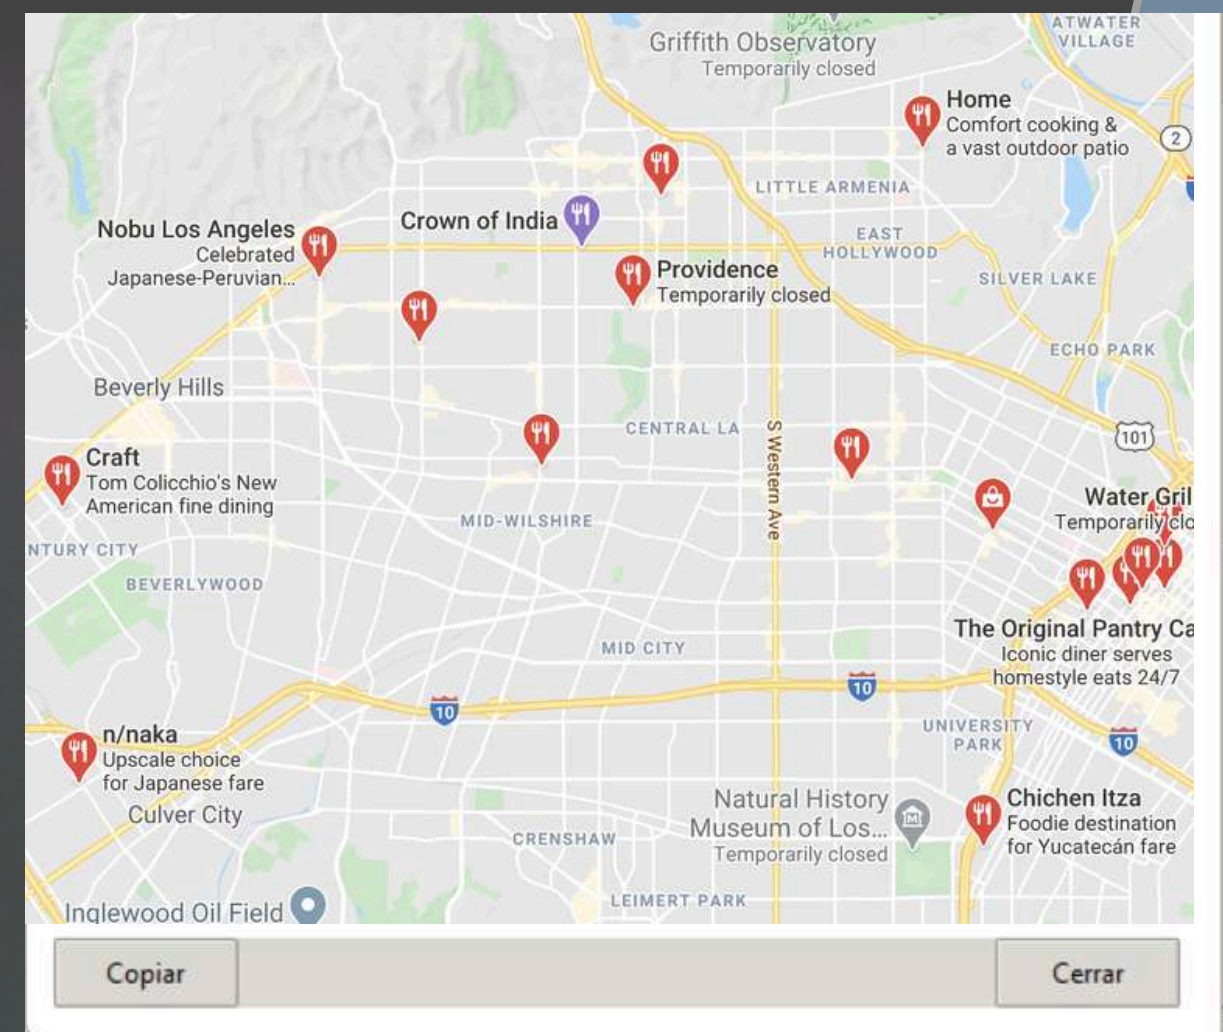 ATWATER
VILLAGE
Griffith Observatory
Temporarily closed
Home
Comfort cooking &
a vast outdoor patio
2
LITTLE ARMENIA
Nobu Los Angeles
Celebrated
Japanese-Peruvian...
Crown of India
EAST
HOLLYWOOD
Providence
Temporarily closed
SILVER LAKE
ECHO PARK
Beverly Hills
CENTRAL LA
S Western Ave
101
Craft
Tom Colicchio's New
American fine dining
Water Gril
Temporarily clo
MID-WILSHIRE
NTURY CITY
BEVERLYWOOD
The Original Pantry Ca
Iconic diner serves
homestyle eats 24/7
MID CITY
10
10
n/naka
Upscale choice
for Japanese fare
UNIVERSITY
PARK
10
Culver City
Natural History
Museum of Los...
Temporarily closed
Chichen Itza
Foodie destination
for Yucatecán fare
CRENSHAW
LEIMERT PARK
Inglewood Oil Field
Copiar
Cerrar